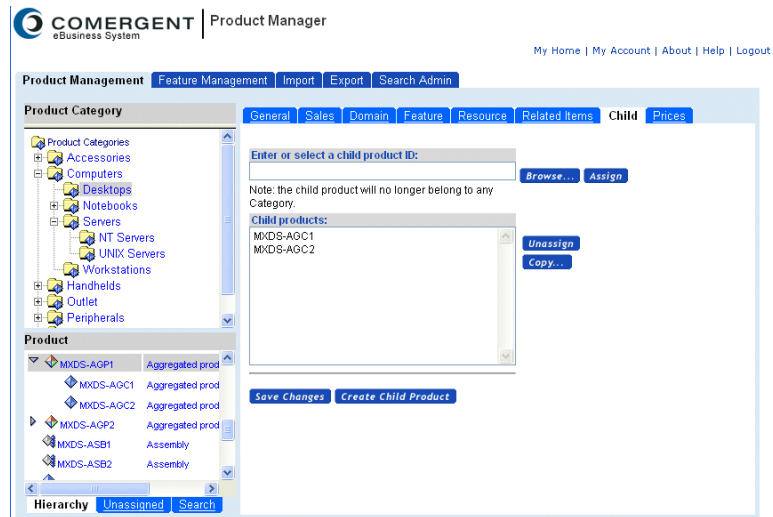 COMERGENT
eBusiness System
Product Manager
My Home | My Account | About | Help | Logout
Product Management Feature Management Import Export Search Admin
Product Category
Product Categories
Accessories
Computers
Desktops
Notebooks
Servers
NT Servers
UNIX Servers
Workstations
Handhelds
Outlet
Peripherals
Product
MXDS-AGP1 Aggregated prod
MXDS-AGC1 Aggregated prod
MXDS-AGC2 Aggregated prod
MXDS-AGP2 Aggregated prod
MXDS-ASB1 Assembly
MXDS-ASB2 Assembly
Hierarchy Unassigned Search
General Sales Domain Feature Resource Related Items Child Prices
Enter or select a child product ID:
Browse... Assign
Note: the child product will no longer belong to any
Category.
Child products:
MXDS-AGC1
MXDS-AGC2
Unassign
Copy...
Save Changes Create Child Product